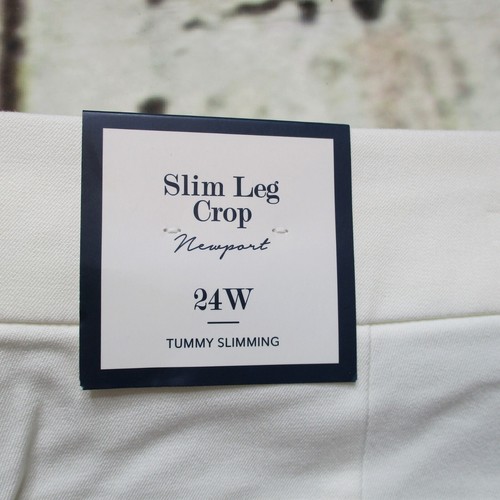 Slim Leg
Crop
Newport
24W
TUMMY SLIMMING